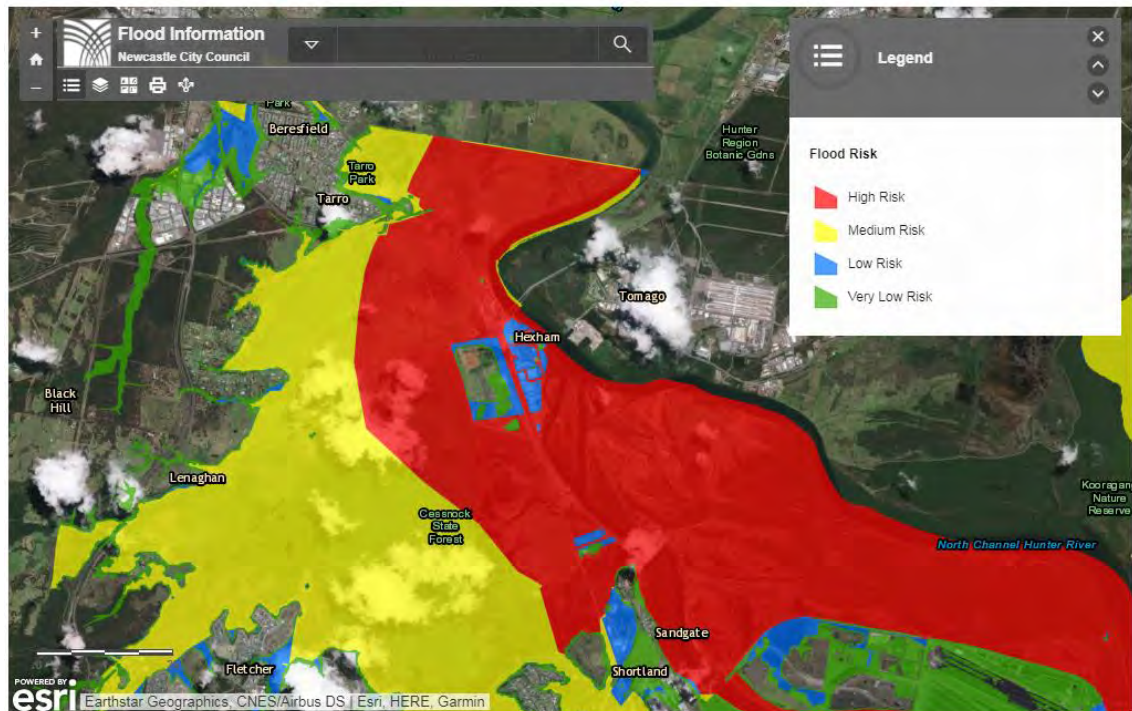 Flood Information
Newcastle City Council
Legend
Flood Risk
High Risk
Medium Risk
Low Risk
Very Low Risk
Park
Beresfield
Hunter
Region
Botanic Gdns
Tarro
Park
Tarro
Tomago
Hexham
Black
Hill
Lenaghan
Cessnock
State
Forest
Kooragang
Nature
Reserve
North Channel Hunter River
Sandgate
Fletcher
Shortland
POWERED BY
esri
Earthstar Geographics, CNES/Airbus DS | Esri, HERE, Garmin